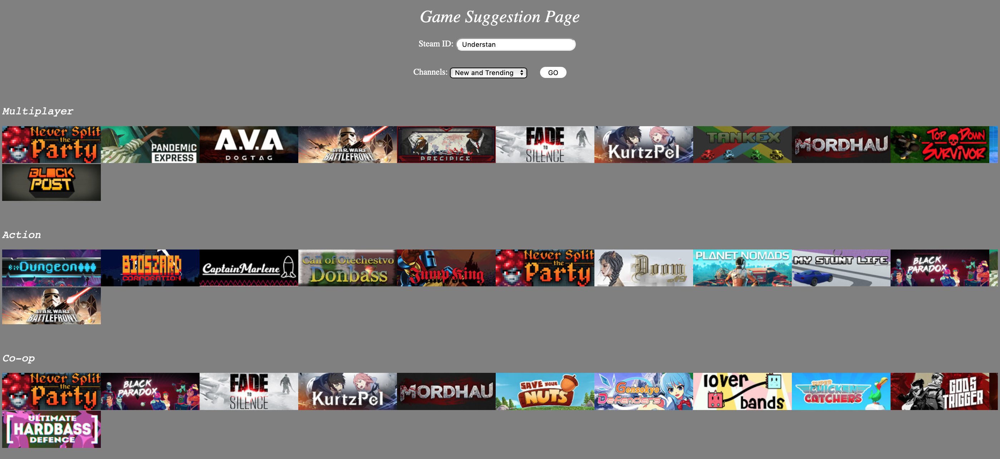 Game Suggestion Page
Steam ID: Understan
Channels: New and Trending GO
Multiplayer
Never Split the Party
PANDEMIC EXPRESS
A.V.A DOGTAG
STAR WARS BATTLEFRONT
PRECIPICE
FADE TO SILENCE
KurtzPel
TANKEX
MORDHAU
TOP DOWN SURVIVOR
BLOCK POST
Action
Dungeon
BIOSZARD CORPORATION
Captain Marlene
Call of Otechestvo Donbass
Jump King
Never Split the Party
Doom
PLANET NOMADS
MY STUNT LIFE
BLACK PARADOX
STAR WARS BATTLEFRONT
Co-op
Never Split the Party
BLACK PARADOX
FADE TO SILENCE
KurtzPel
MORDHAU
SAVE YOUR NUTS
Gensokyo Defenders
lover bands
SUPER CHICKEN CATCHERS
GODS TRIGGER
[ULTIMATE HARDBASS DEFENCE]